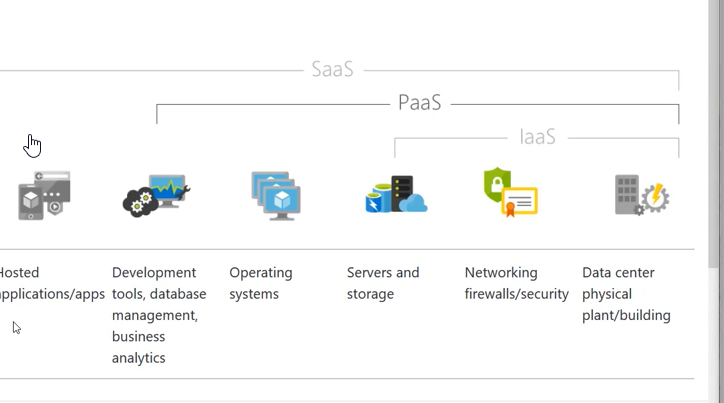 SaaS
PaaS
IaaS
Hosted
applications/apps
Development
tools, database
management,
business
analytics
Operating
systems
Servers and
storage
Networking
firewalls/security
Data center
physical
plant/building